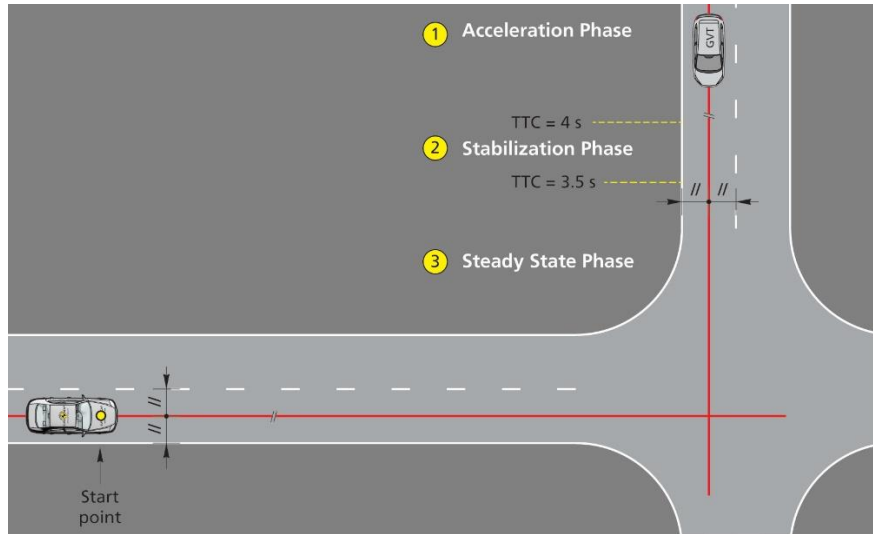 1 Acceleration Phase
GVT
TTC = 4 s
2 Stabilization Phase
TTC = 3.5 s
3 Steady State Phase
Start
point